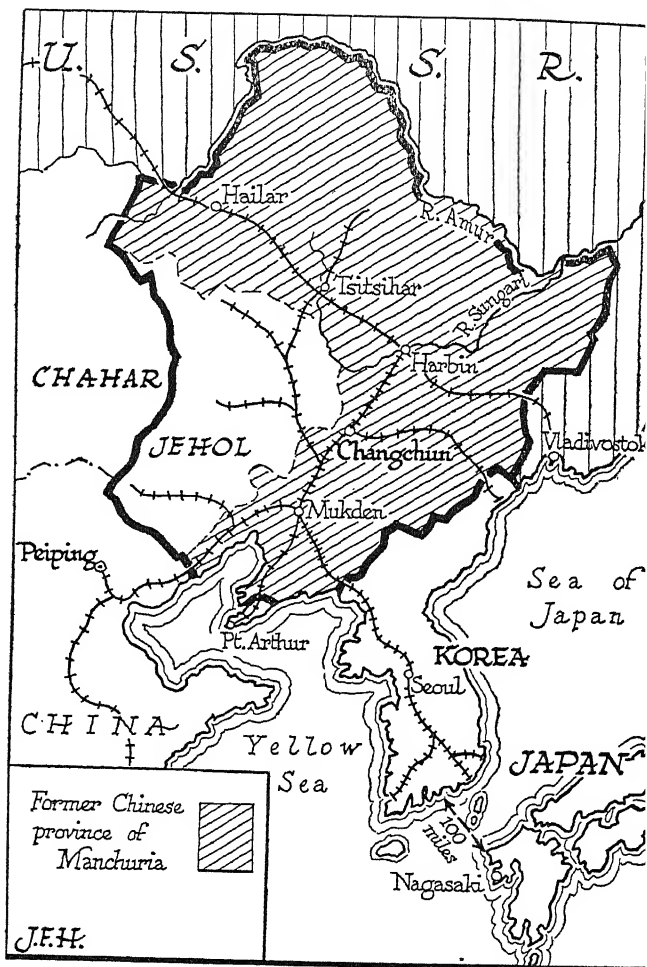 U. S. S. R.
Hailar
R. Amur
Tsitsihar
R. Sungari
Harbin
CHAHAR
JEHOL
Changchun
Vladivostok
Mukden
Peiping
Sea of
Japan
Pt. Arthur
KOREA
Seoul
CHINA
Yellow
Sea
JAPAN
100
miles
Nagasaki
Former Chinese
province of
Manchuria
J.F.H.